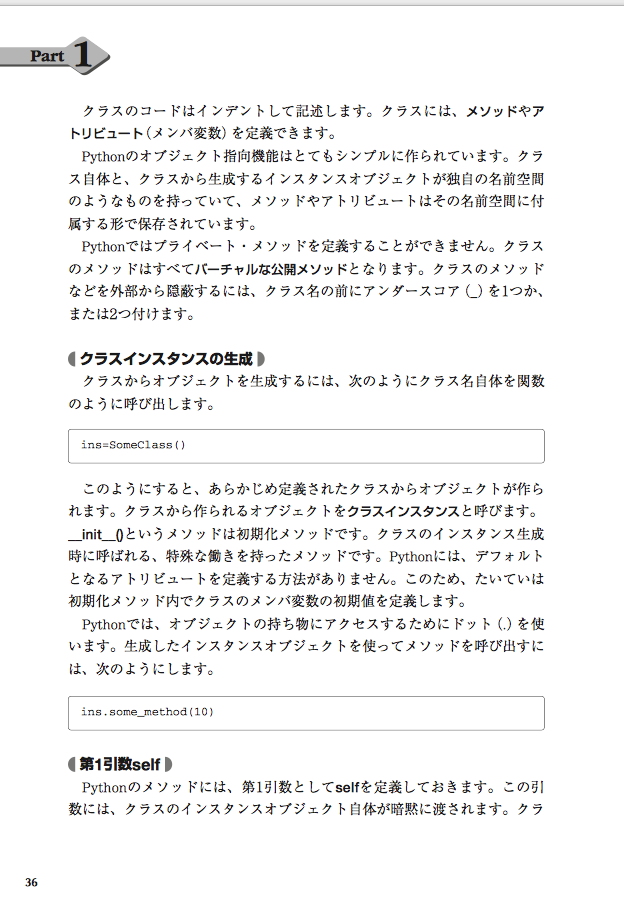 Part 1
クラスのコードはインデントして記述します。クラスには、メソッドやア
トリビュート（メンバ変数）を定義できます。
Pythonのオブジェクト指向機能はとてもシンプルに作られています。クラ
ス自体と、クラスから生成するインスタンスオブジェクトが独自の名前空間
のようなものを持っていて、メソッドやアトリビュートはその名前空間に付
属する形で保存されています。
Pythonではプライベート・メソッドを定義することができません。クラス
のメソッドはすべてバーチャルな公開メソッドとなります。クラスのメソッド
などを外部から隠蔽するには、クラス名の前にアンダースコア（_）を1つか、
または2つ付けます。
クラスインスタンスの生成
クラスからオブジェクトを生成するには、次のようにクラス名自体を関数
のように呼び出します。
ins=SomeClass()
このようにすると、あらかじめ定義されたクラスからオブジェクトが作ら
れます。クラスから作られるオブジェクトをクラスインスタンスと呼びます。
__init__()というメソッドは初期化メソッドです。クラスのインスタンス生成
時に呼ばれる、特殊な働きを持ったメソッドです。Pythonには、デフォルト
となるアトリビュートを定義する方法がありません。このため、たいていは
初期化メソッド内でクラスのメンバ変数の初期値を定義します。
Pythonでは、オブジェクトの持ち物にアクセスするためにドット（.）を使
います。生成したインスタンスオブジェクトを使ってメソッドを呼び出すに
は、次のようにします。
ins.some_method(10)
第1引数self
Pythonのメソッドには、第1引数としてselfを定義しておきます。この引
数には、クラスのインスタンスオブジェクト自体が暗黙に渡されます。クラ
36